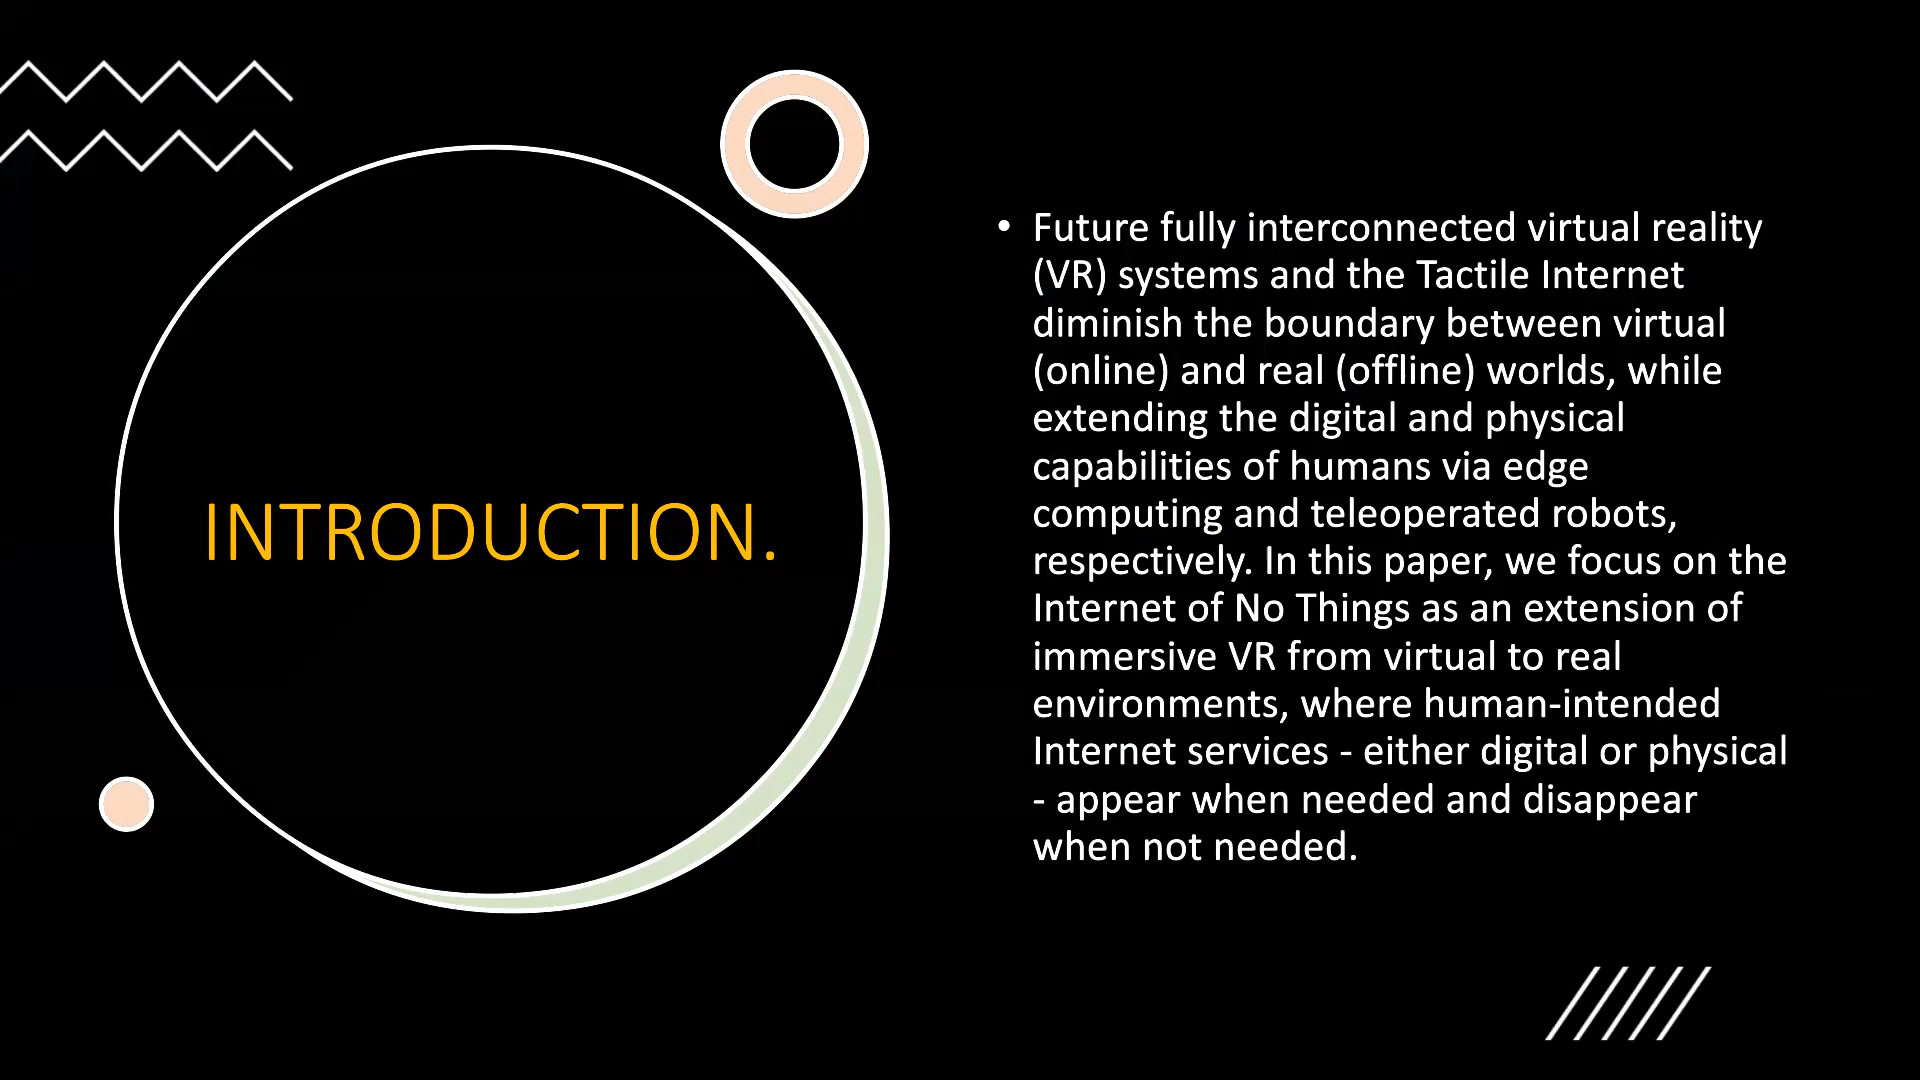 INTRODUCTION.
• Future fully interconnected virtual reality
(VR) systems and the Tactile Internet
diminish the boundary between virtual
(online) and real (offline) worlds, while
extending the digital and physical
capabilities of humans via edge
computing and teleoperated robots,
respectively. In this paper, we focus on the
Internet of No Things as an extension of
immersive VR from virtual to real
environments, where human-intended
Internet services - either digital or physical
- appear when needed and disappear
when not needed.